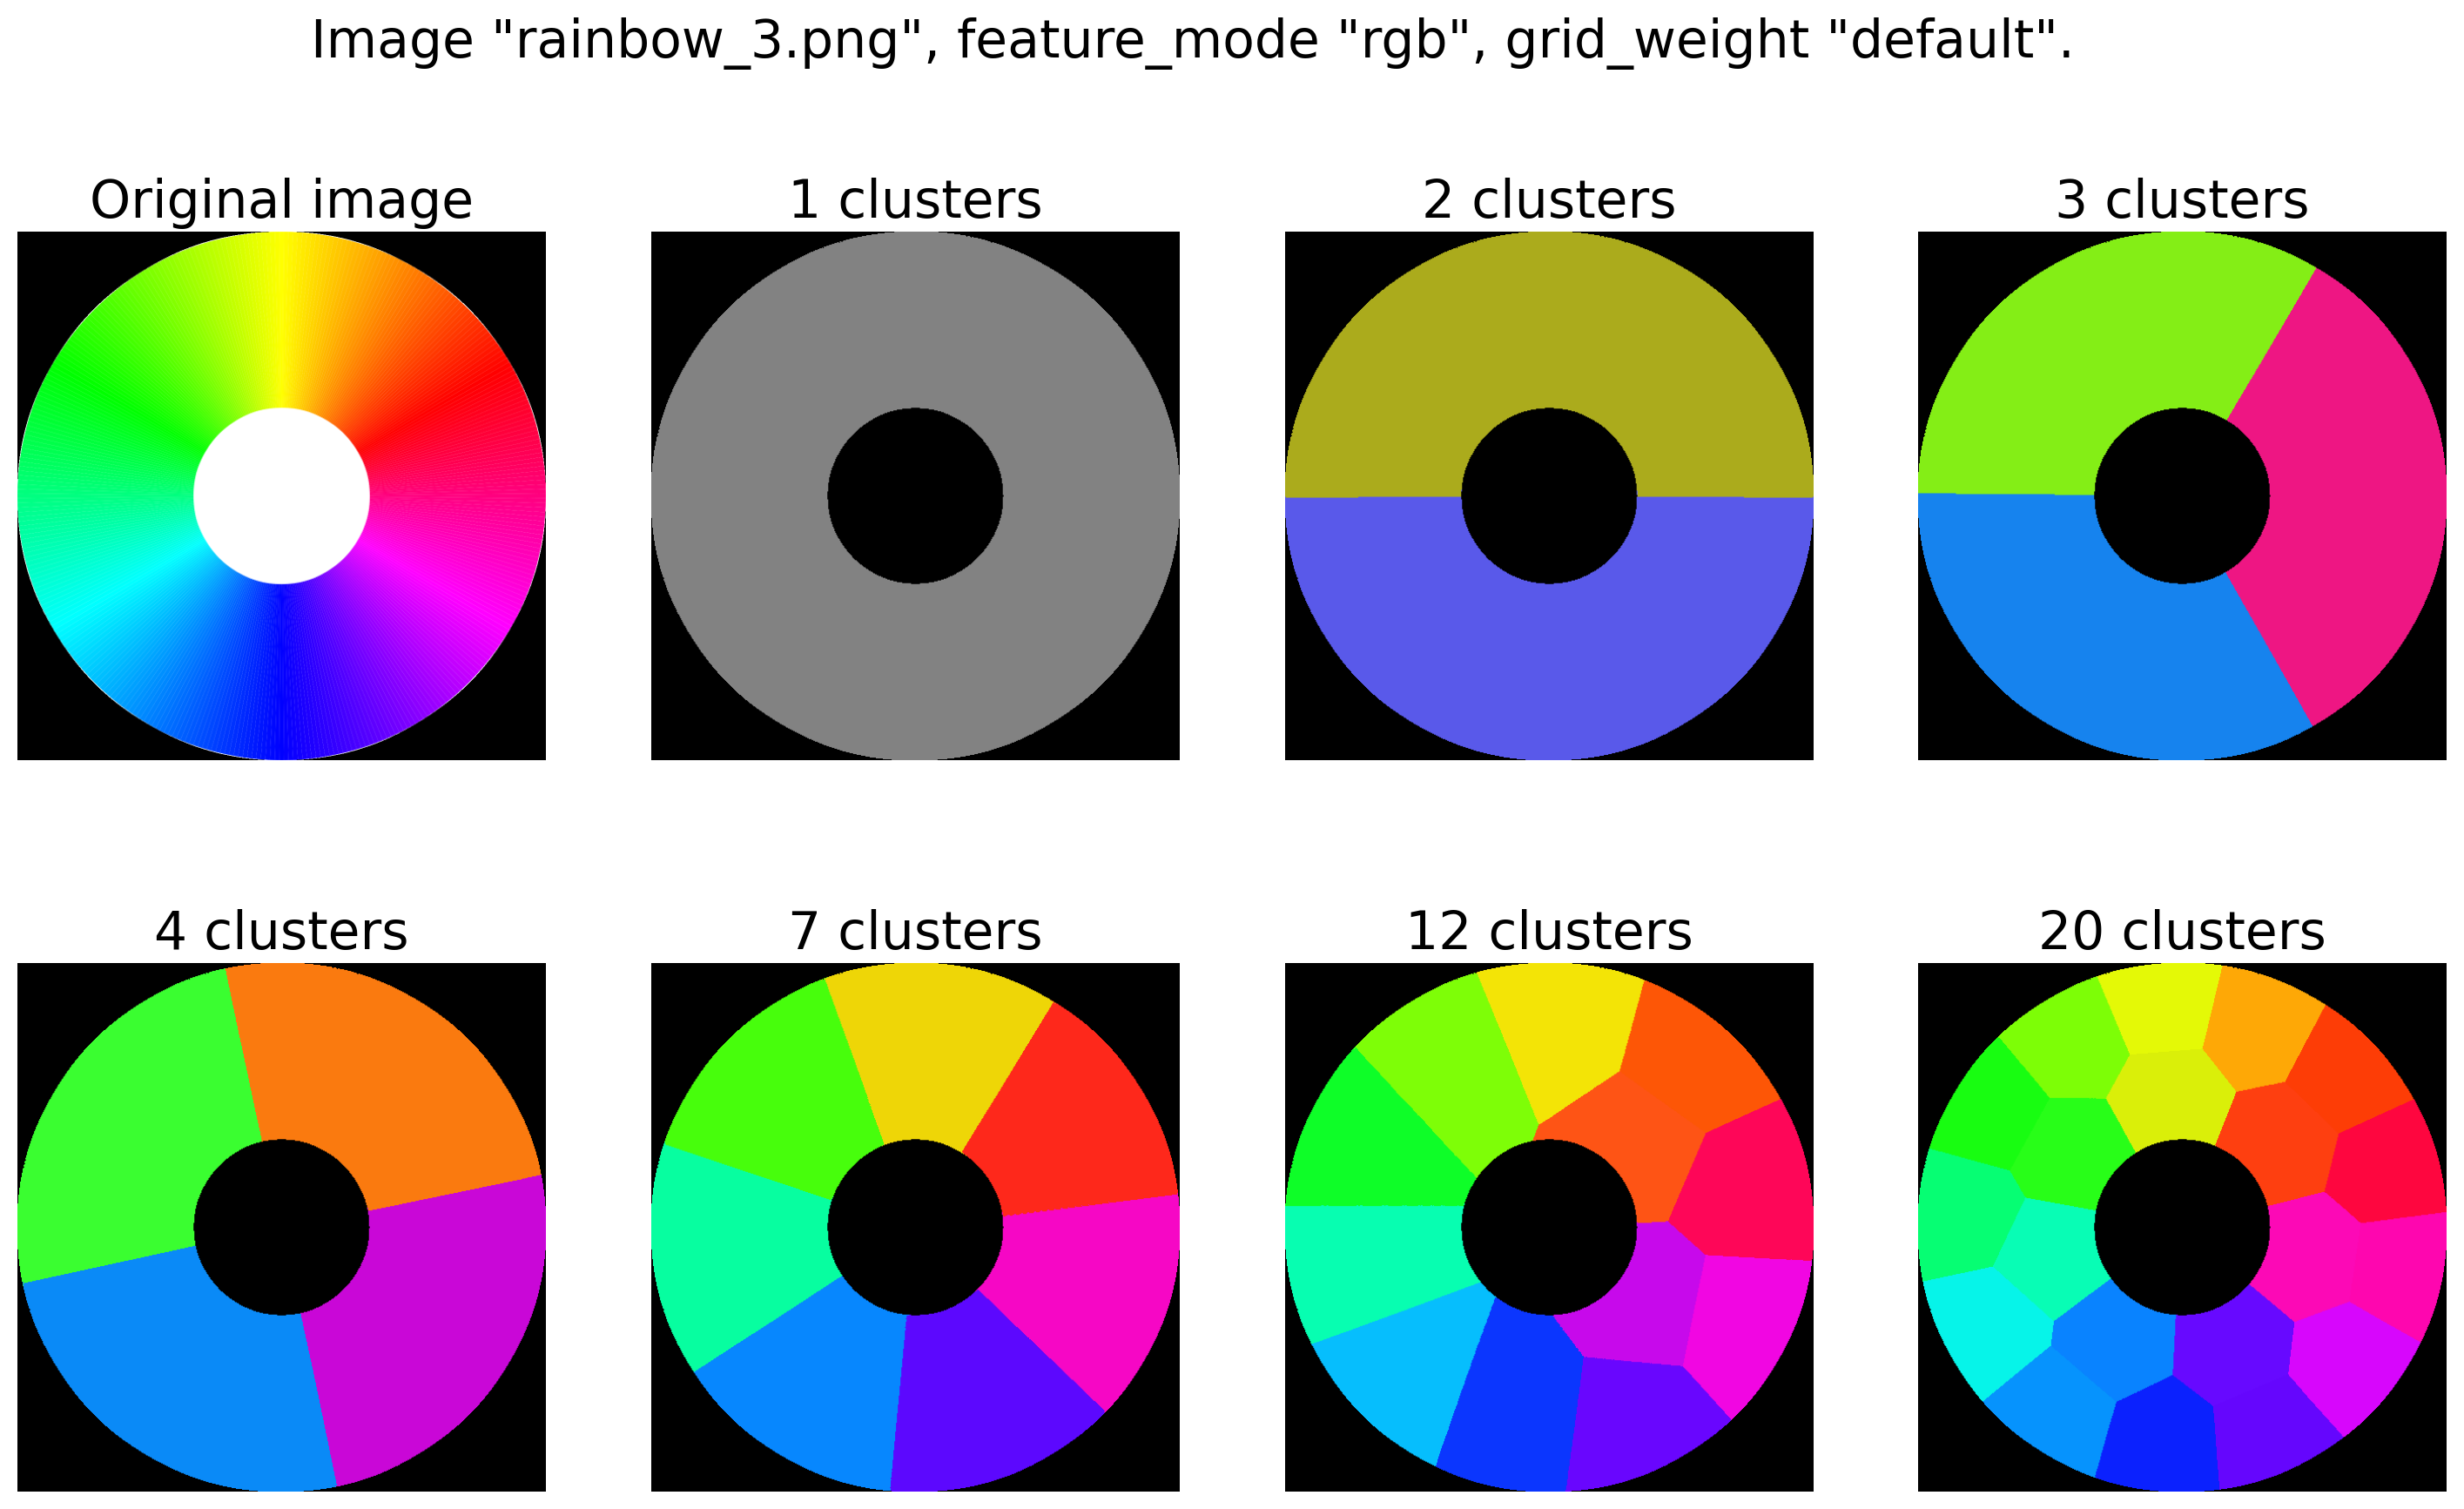 Image "rainbow_3.png", feature_mode "rgb", grid_weight "default".
Original image
1 clusters
2 clusters
3 clusters
4 clusters
7 clusters
12 clusters
20 clusters